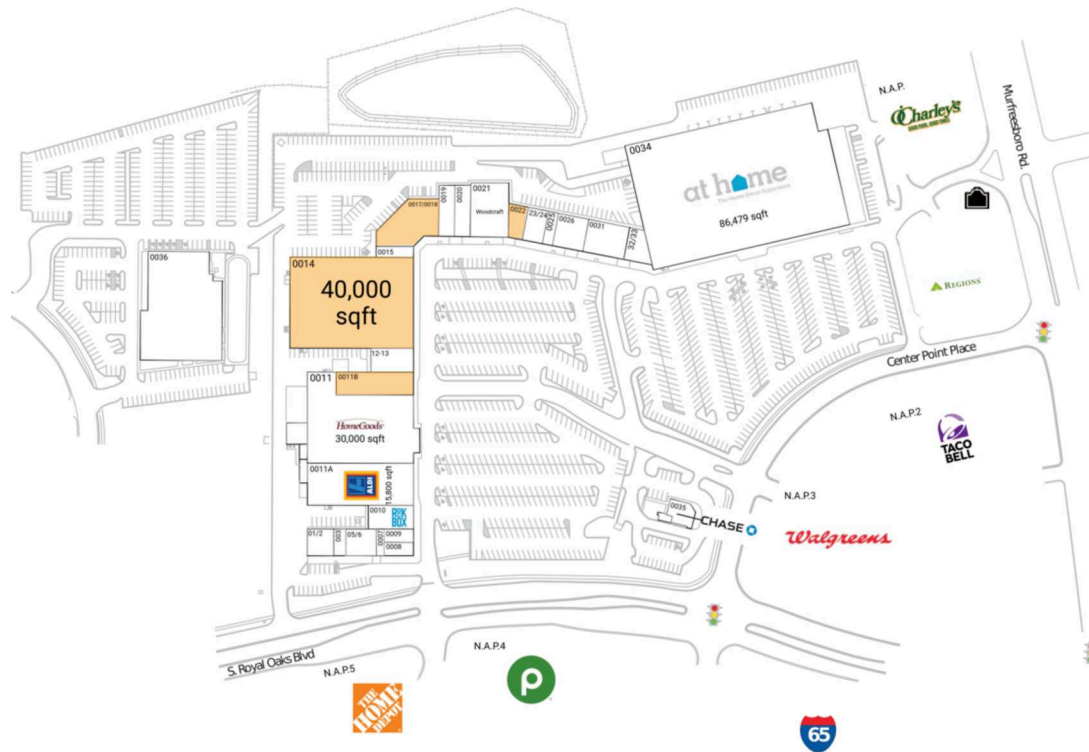 N.A.P.
O'Charley's
Murfreesboro Rd.
0034
at home
The Home Decor Superstore
86,479 sqft
0017/0018
0019
0020
0021
Woodcraft
0022
23/24
0025
0026
0031
32/33
0015
0036
0014
40,000
sqft
REGIONS
12-13
Center Point Place
0011
0011B
HomeGoods
30,000 sqft
N.A.P.2
TACO
BELL
0011A
ALDI
15,800 sqft
N.A.P.3
0035
CHASE
0010
ROK
BOX
01/2
003
05/6
0007
0009
0008
Walgreens
S. Royal Oaks Blvd
N.A.P.4
N.A.P.5
THE
HOME
DEPOT
p
65